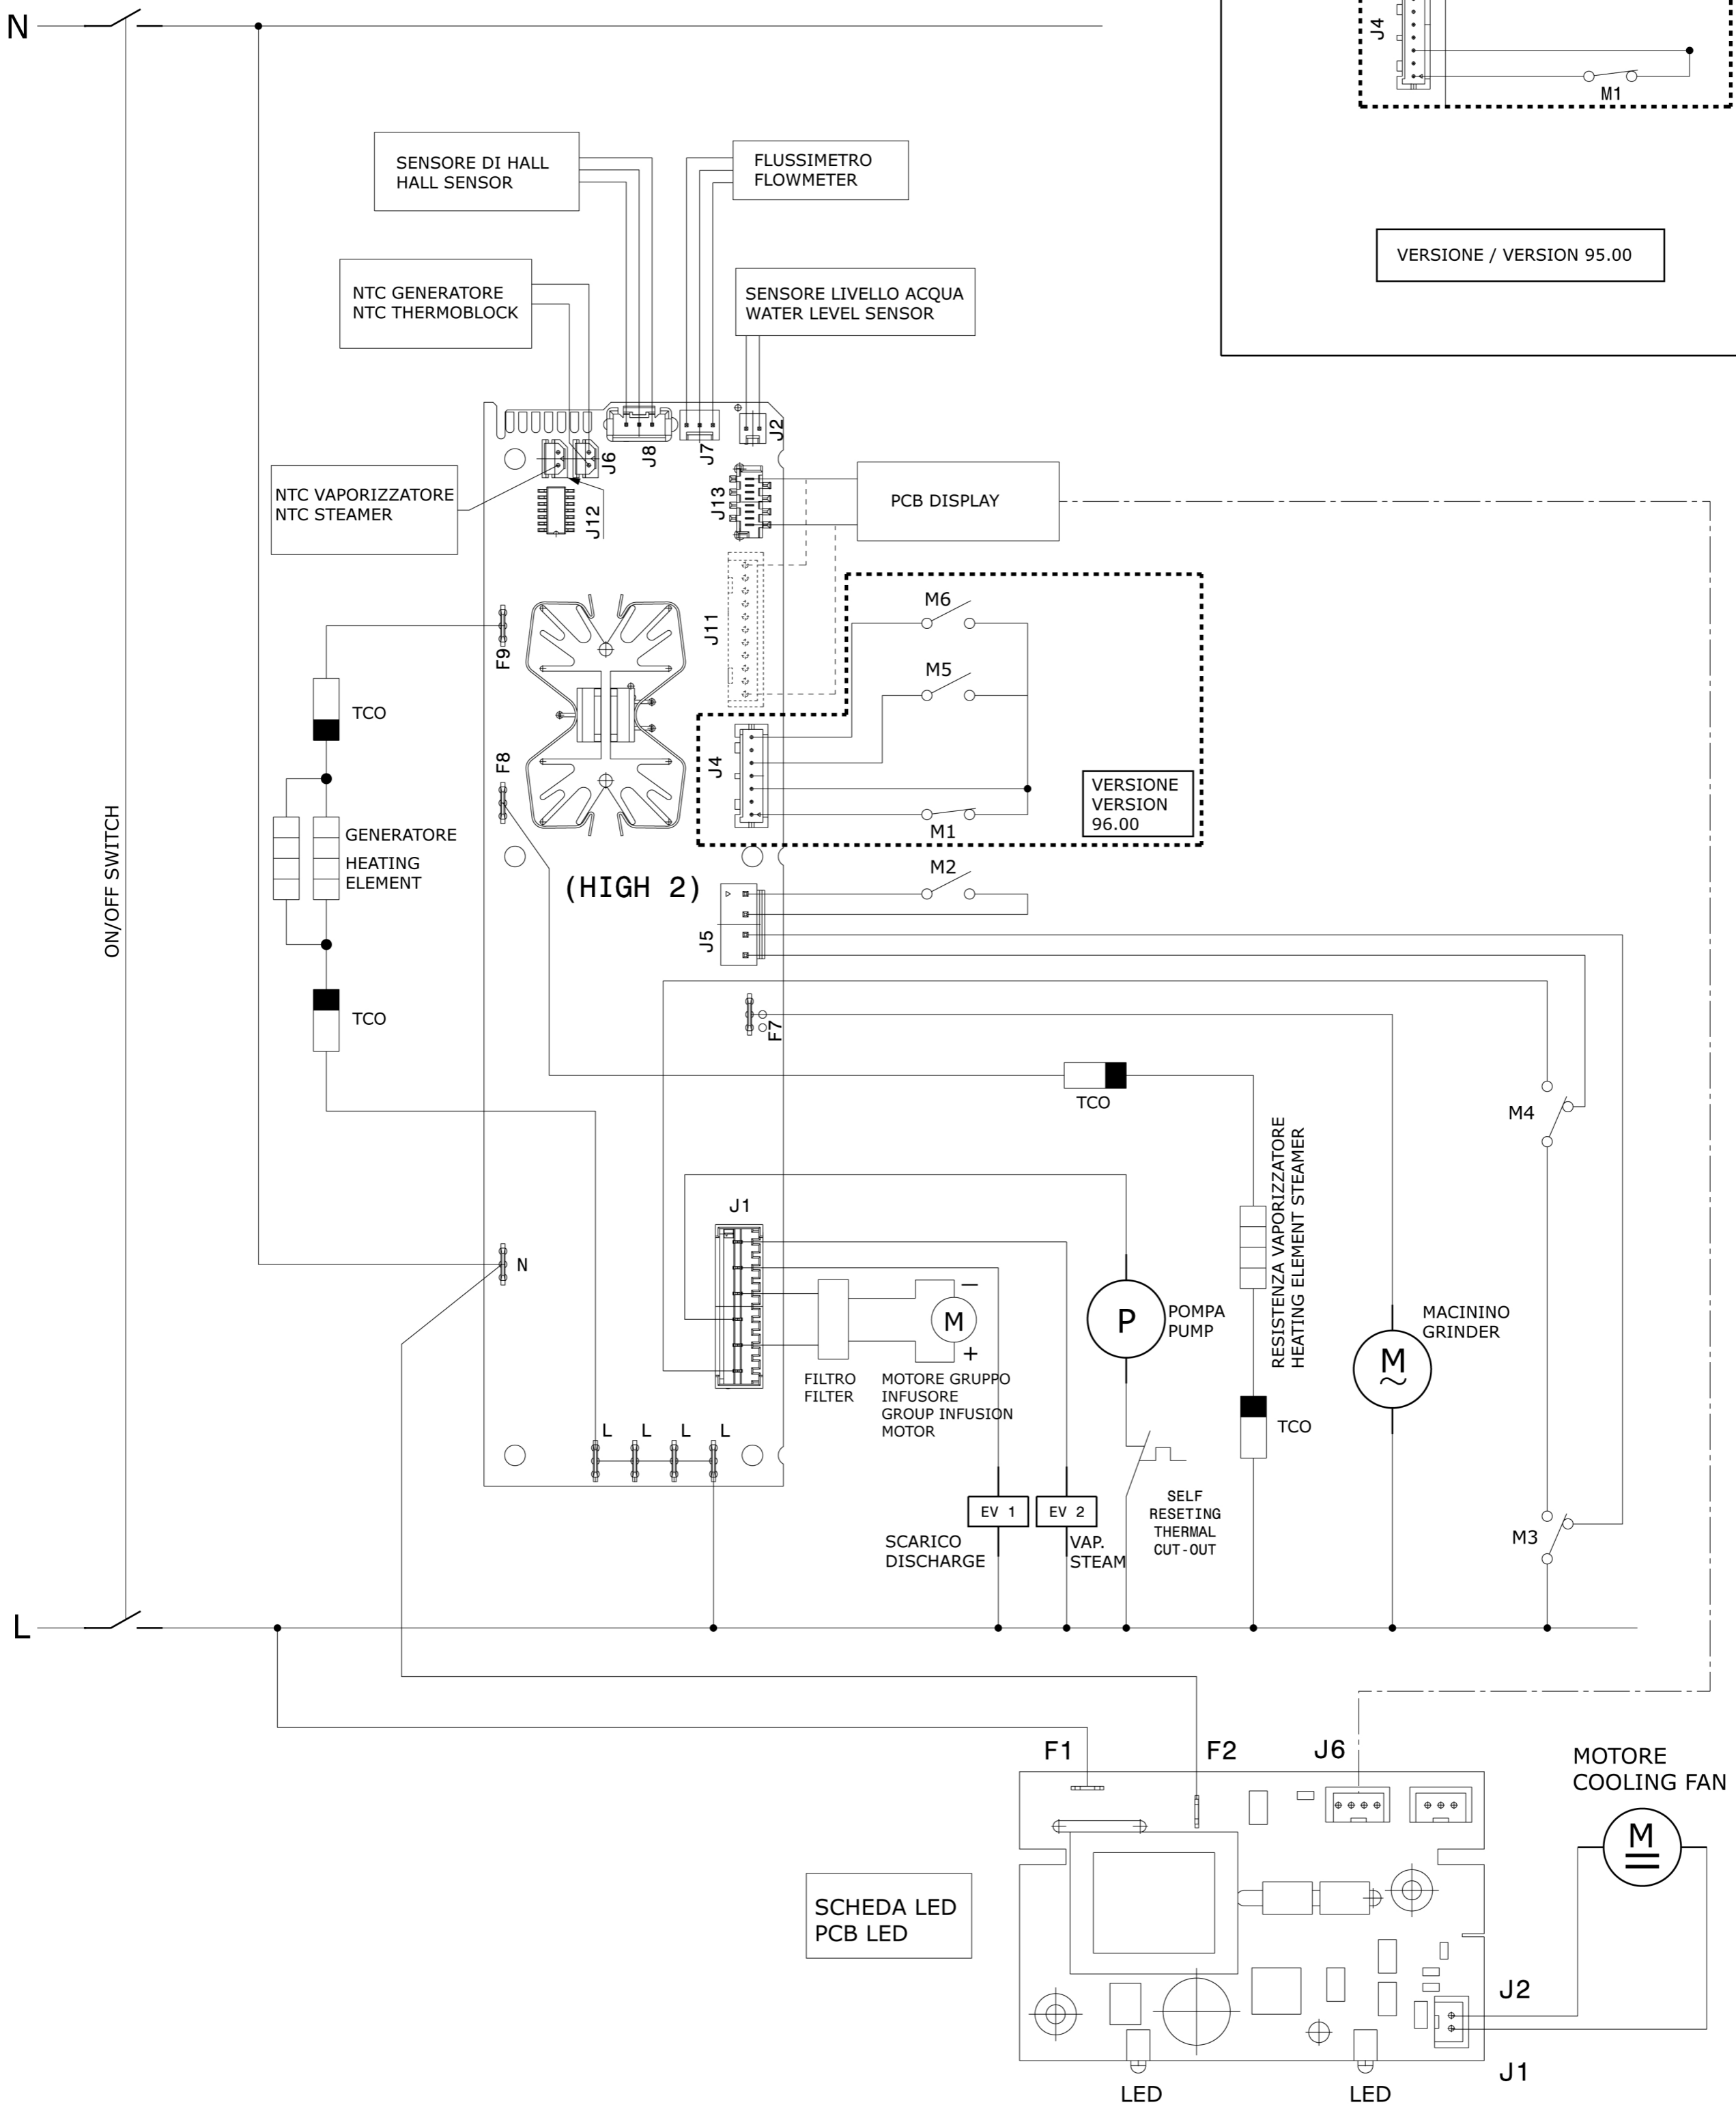 N
J4
M1
SENSORE DI HALL
HALL SENSOR
FLUSSIMETRO
FLOWMETER
VERSIONE / VERSION 95.00
NTC GENERATORE
NTC THERMOBLOCK
SENSORE LIVELLO ACQUA
WATER LEVEL SENSOR
J6
J8
J7
J2
NTC VAPORIZZATORE
NTC STEAMER
J12
J13
PCB DISPLAY
M6
J11
F9
M5
TCO
F8
J4
VERSIONE
VERSION
96.00
M1
ON/OFF SWITCH
GENERATORE
HEATING
ELEMENT
(HIGH 2)
M2
J5
TCO
F7
TCO
M4
RESISTENZA VAPORIZZATORE
HEATING ELEMENT STEAMER
J1
N
P
POMPA
PUMP
M
−
+
MACININO
GRINDER
M
~
FILTRO
FILTER
MOTORE GRUPPO
INFUSORE
GROUP INFUSION
MOTOR
TCO
L
L
L
L
EV 1
EV 2
SELF
RESETING
THERMAL
CUT-OUT
SCARICO
DISCHARGE
VAP.
STEAM
M3
L
F1
F2
J6
MOTORE
COOLING FAN
M
SCHEDA LED
PCB LED
J2
J1
LED
LED